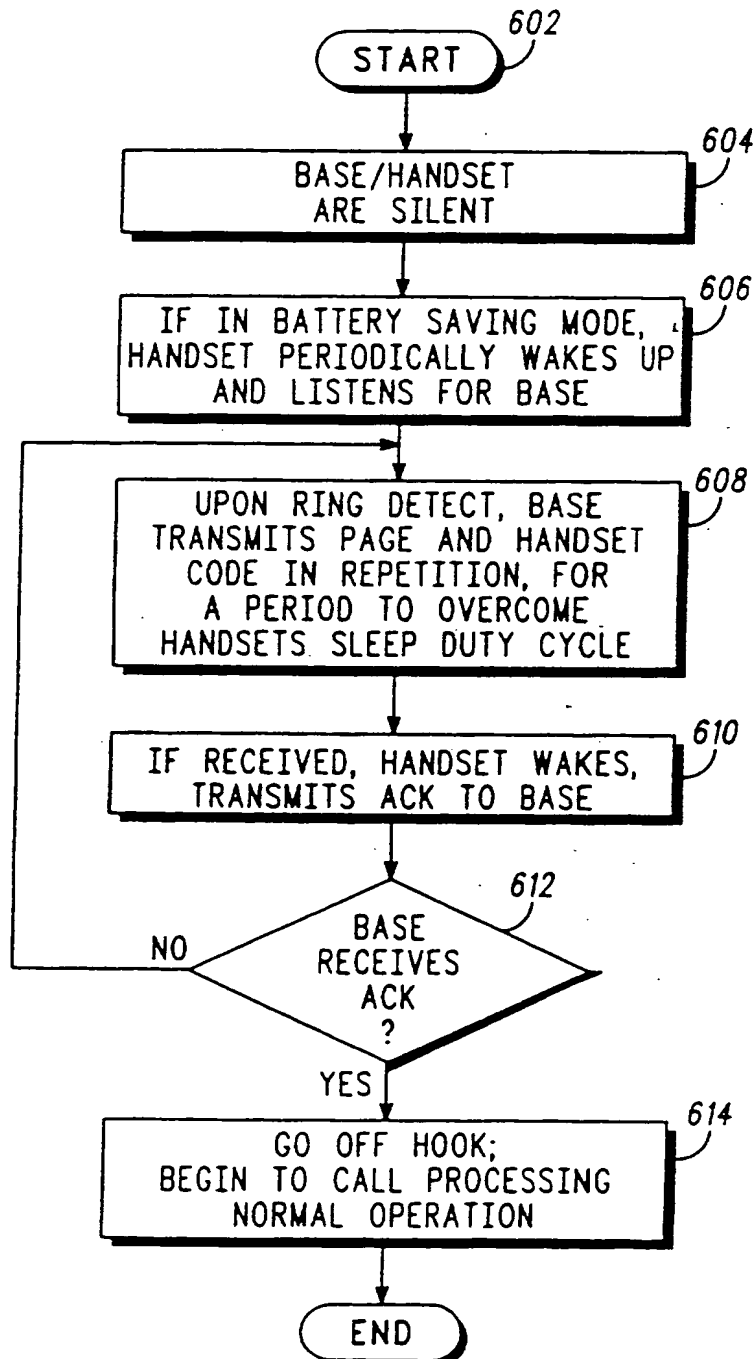 START
602
604
BASE/HANDSET
ARE SILENT
606
IF IN BATTERY SAVING MODE,
HANDSET PERIODICALLY WAKES UP
AND LISTENS FOR BASE
608
UPON RING DETECT, BASE
TRANSMITS PAGE AND HANDSET
CODE IN REPETITION, FOR
A PERIOD TO OVERCOME
HANDSETS SLEEP DUTY CYCLE
610
IF RECEIVED, HANDSET WAKES,
TRANSMITS ACK TO BASE
612
BASE
RECEIVES
ACK
?
NO
YES
614
GO OFF HOOK;
BEGIN TO CALL PROCESSING
NORMAL OPERATION
END